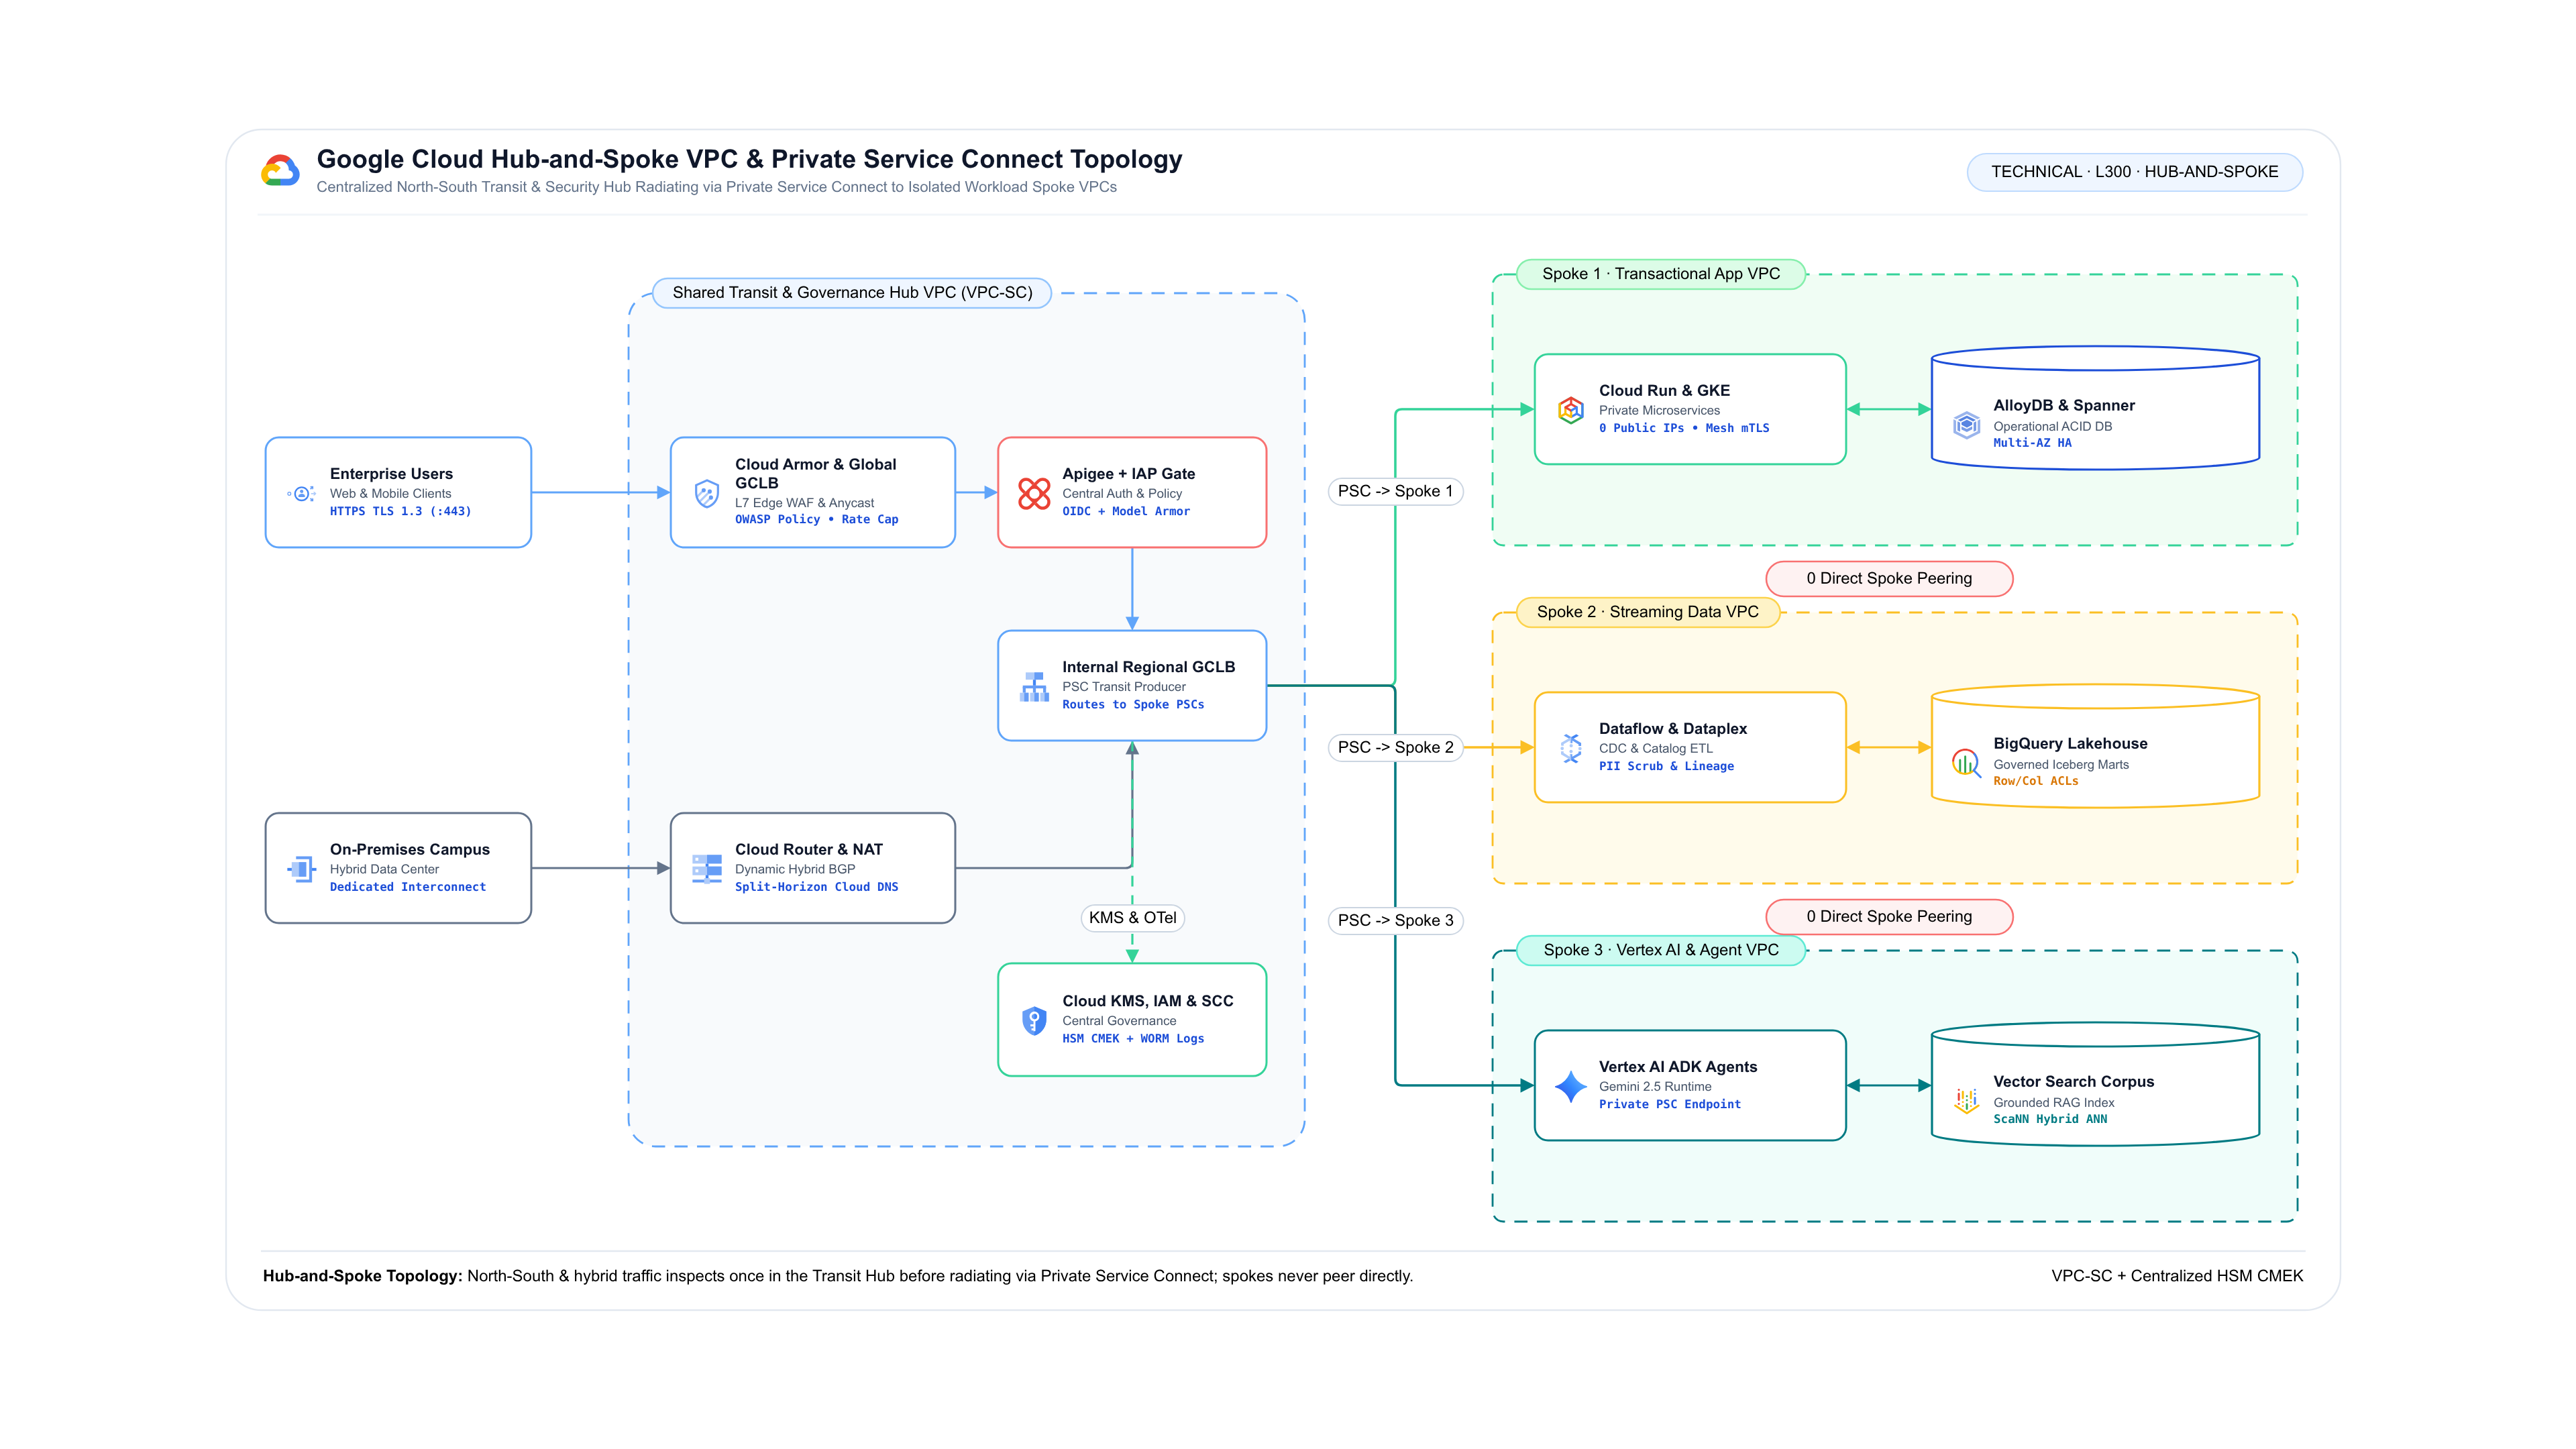 Google Cloud Hub-and-Spoke VPC & Private Service Connect Topology
Centralized North-South Transit & Security Hub Radiating via Private Service Connect to Isolated Workload Spoke VPCs
TECHNICAL · L300 · HUB-AND-SPOKE
Enterprise Users
Web & Mobile Clients
HTTPS TLS 1.3 (:443)
On-Premises Campus
Hybrid Data Center
Dedicated Interconnect
Shared Transit & Governance Hub VPC (VPC-SC)
Cloud Armor & Global
GCLB
L7 Edge WAF & Anycast
OWASP Policy • Rate Cap
Apigee + IAP Gate
Central Auth & Policy
OIDC + Model Armor
Internal Regional GCLB
PSC Transit Producer
Routes to Spoke PSCs
Cloud Router & NAT
Dynamic Hybrid BGP
Split-Horizon Cloud DNS
KMS & OTel
Cloud KMS, IAM & SCC
Central Governance
HSM CMEK + WORM Logs
PSC -> Spoke 1
PSC -> Spoke 2
PSC -> Spoke 3
Spoke 1 · Transactional App VPC
Cloud Run & GKE
Private Microservices
0 Public IPs • Mesh mTLS
AlloyDB & Spanner
Operational ACID DB
Multi-AZ HA
0 Direct Spoke Peering
Spoke 2 · Streaming Data VPC
Dataflow & Dataplex
CDC & Catalog ETL
PII Scrub & Lineage
BigQuery Lakehouse
Governed Iceberg Marts
Row/Col ACLs
0 Direct Spoke Peering
Spoke 3 · Vertex AI & Agent VPC
Vertex AI ADK Agents
Gemini 2.5 Runtime
Private PSC Endpoint
Vector Search Corpus
Grounded RAG Index
ScaNN Hybrid ANN
Hub-and-Spoke Topology: North-South & hybrid traffic inspects once in the Transit Hub before radiating via Private Service Connect; spokes never peer directly.
VPC-SC + Centralized HSM CMEK